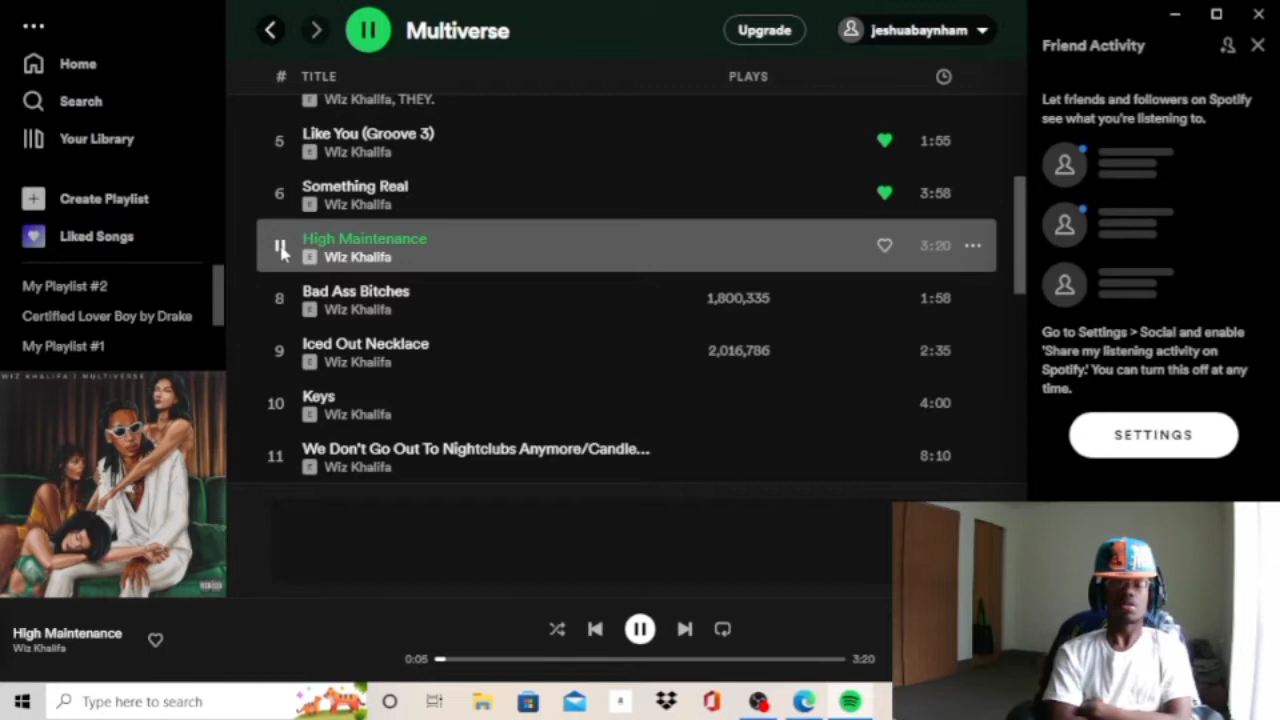 Multiverse
Upgrade
jeshuabaynham
Home
Search
Your Library
Create Playlist
Liked Songs
My Playlist #2
Certified Lover Boy by Drake
My Playlist #1
WIZ KHALIFA / MULTIVERSE
# TITLE PLAYS
E Wiz Khalifa, THEY.
5 Like You (Groove 3) 1:55
E Wiz Khalifa
6 Something Real 3:58
E Wiz Khalifa
High Maintenance 3:20
E Wiz Khalifa
8 Bad Ass Bitches 1,800,335 1:58
E Wiz Khalifa
9 Iced Out Necklace 2,016,786 2:35
E Wiz Khalifa
10 Keys 4:00
E Wiz Khalifa
11 We Don't Go Out To Nightclubs Anymore/Candle... 8:10
E Wiz Khalifa
Friend Activity
Let friends and followers on Spotify
see what you're listening to.
Go to Settings > Social and enable
'Share my listening activity on
Spotify.' You can turn this off at any
time.
SETTINGS
High Maintenance
Wiz Khalifa
0:05 3:20
Type here to search